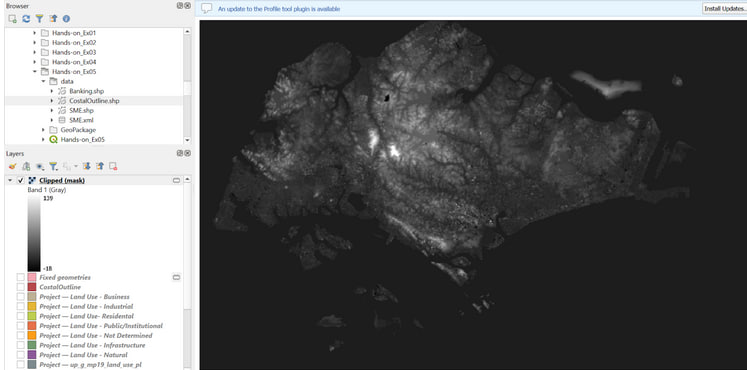 Browser
An update to the Profile tool plugin is available
Install Updates..
Hands-on_Ex01
Hands-on_Ex02
Hands-on_Ex03
Hands-on_Ex04
Hands-on_Ex05
data
Banking.shp
CostalOutline.shp
SME.shp
SME.xml
GeoPackage
Hands-on_Ex05
Layers
Clipped (mask)
Band 1 (Gray)
139
-18
Fixed geometries
CostalOutline
Project — Land Use - Business
Project — Land Use - Industrial
Project — Land Use- Residental
Project — Land Use - Public/Institutional
Project — Land Use - Not Determined
Project — Land Use - Infrastructure
Project — Land Use - Natural
Project — up_g_mp19_land_use_pl